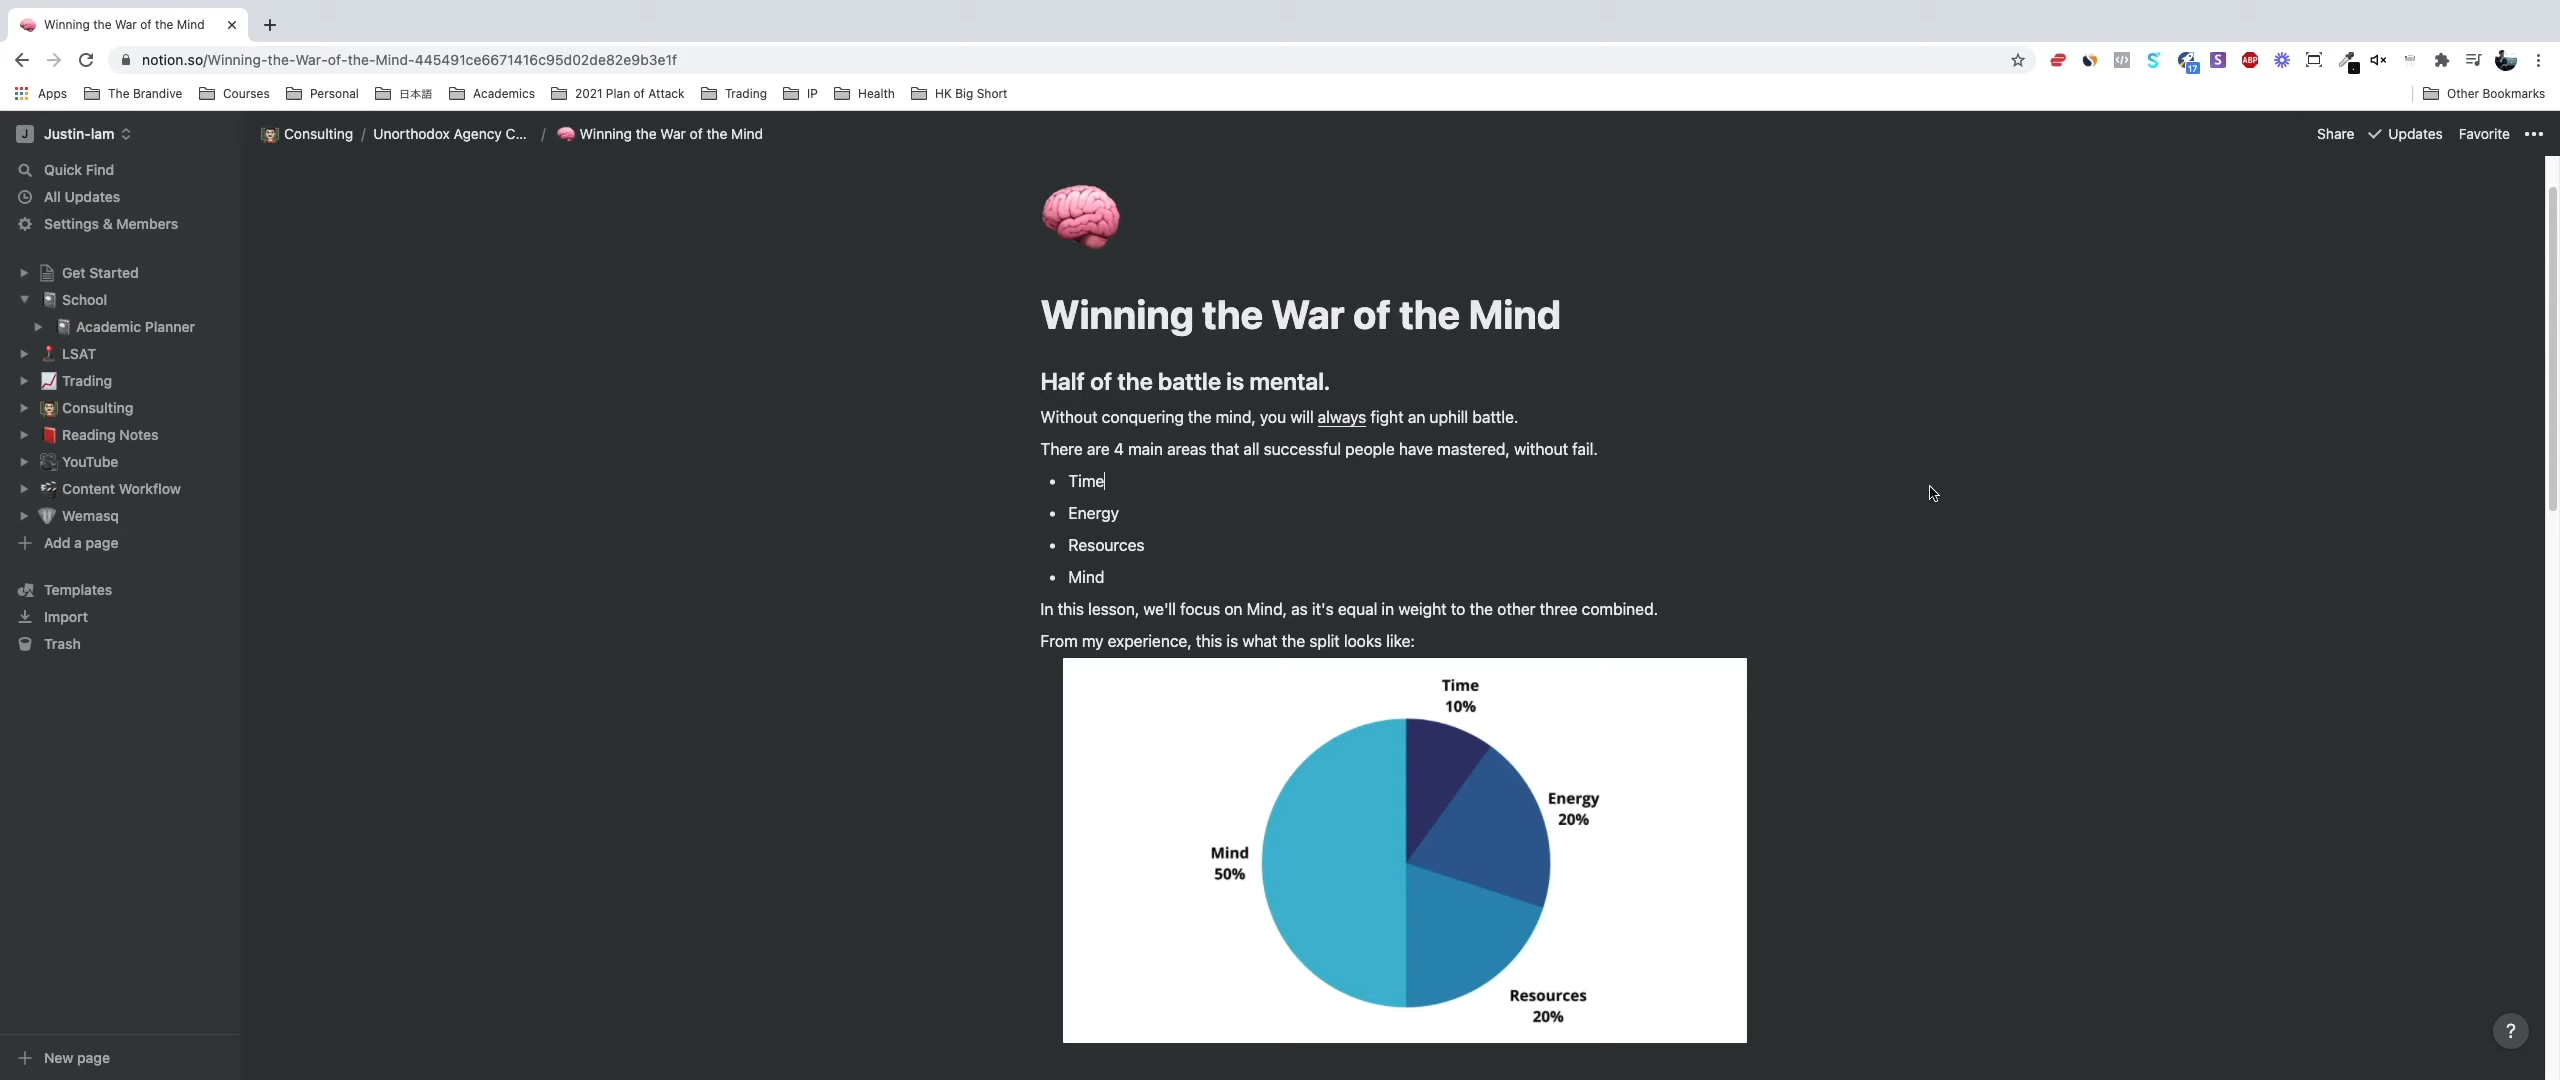 Winning the War of the Mind
notion.so/Winning-the-War-of-the-Mind-445491ce6671416c95d02de82e9b3e1f
17
ABP
Apps
The Brandive
Courses
Personal
日本語
Academics
2021 Plan of Attack
Trading
IP
Health
HK Big Short
Other Bookmarks
J Justin-lam
Consulting / Unorthodox Agency C... / Winning the War of the Mind
Share
Updates
Favorite
Quick Find
All Updates
Settings & Members
Get Started
School
Academic Planner
LSAT
Trading
Consulting
Reading Notes
YouTube
Content Workflow
Wemasq
Add a page
Templates
Import
Trash
New page
Winning the War of the Mind
Half of the battle is mental.
Without conquering the mind, you will always fight an uphill battle.
There are 4 main areas that all successful people have mastered, without fail.
• Time
• Energy
• Resources
• Mind
In this lesson, we'll focus on Mind, as it's equal in weight to the other three combined.
From my experience, this is what the split looks like:
Time
10%
Energy
20%
Mind
50%
Resources
20%
?